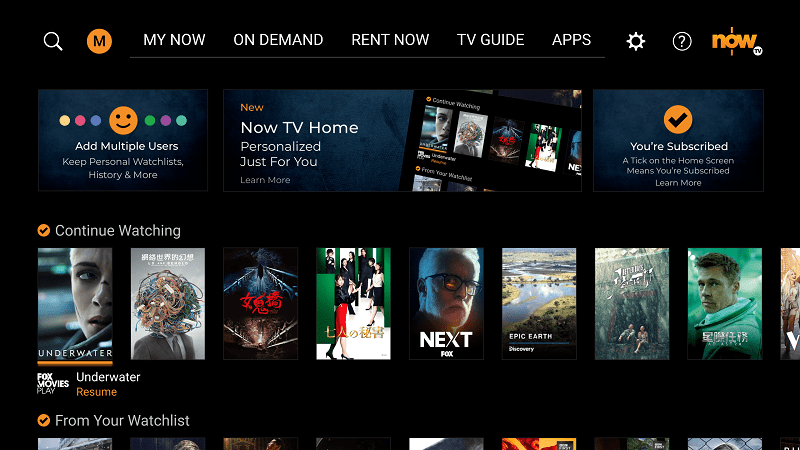 M
MY NOW
ON DEMAND
RENT NOW
TV GUIDE
APPS
?
now
TV
Add Multiple Users
Keep Personal Watchlists,
History & More
New
Now TV Home
Personalized
Just For You
Learn More
Continue Watching
Underwater
Resume
From Your Watchlist
You're Subscribed
A Tick on the Home Screen
Means You're Subscribed
Learn More
Continue Watching
UNDERWATER
網絡世界的幻想
女鬼橋
七人の秘書
NEXT
FOX
EPIC EARTH
Discovery
星際任務
FOX
MOVIES
PLAY
Underwater
Resume
From Your Watchlist